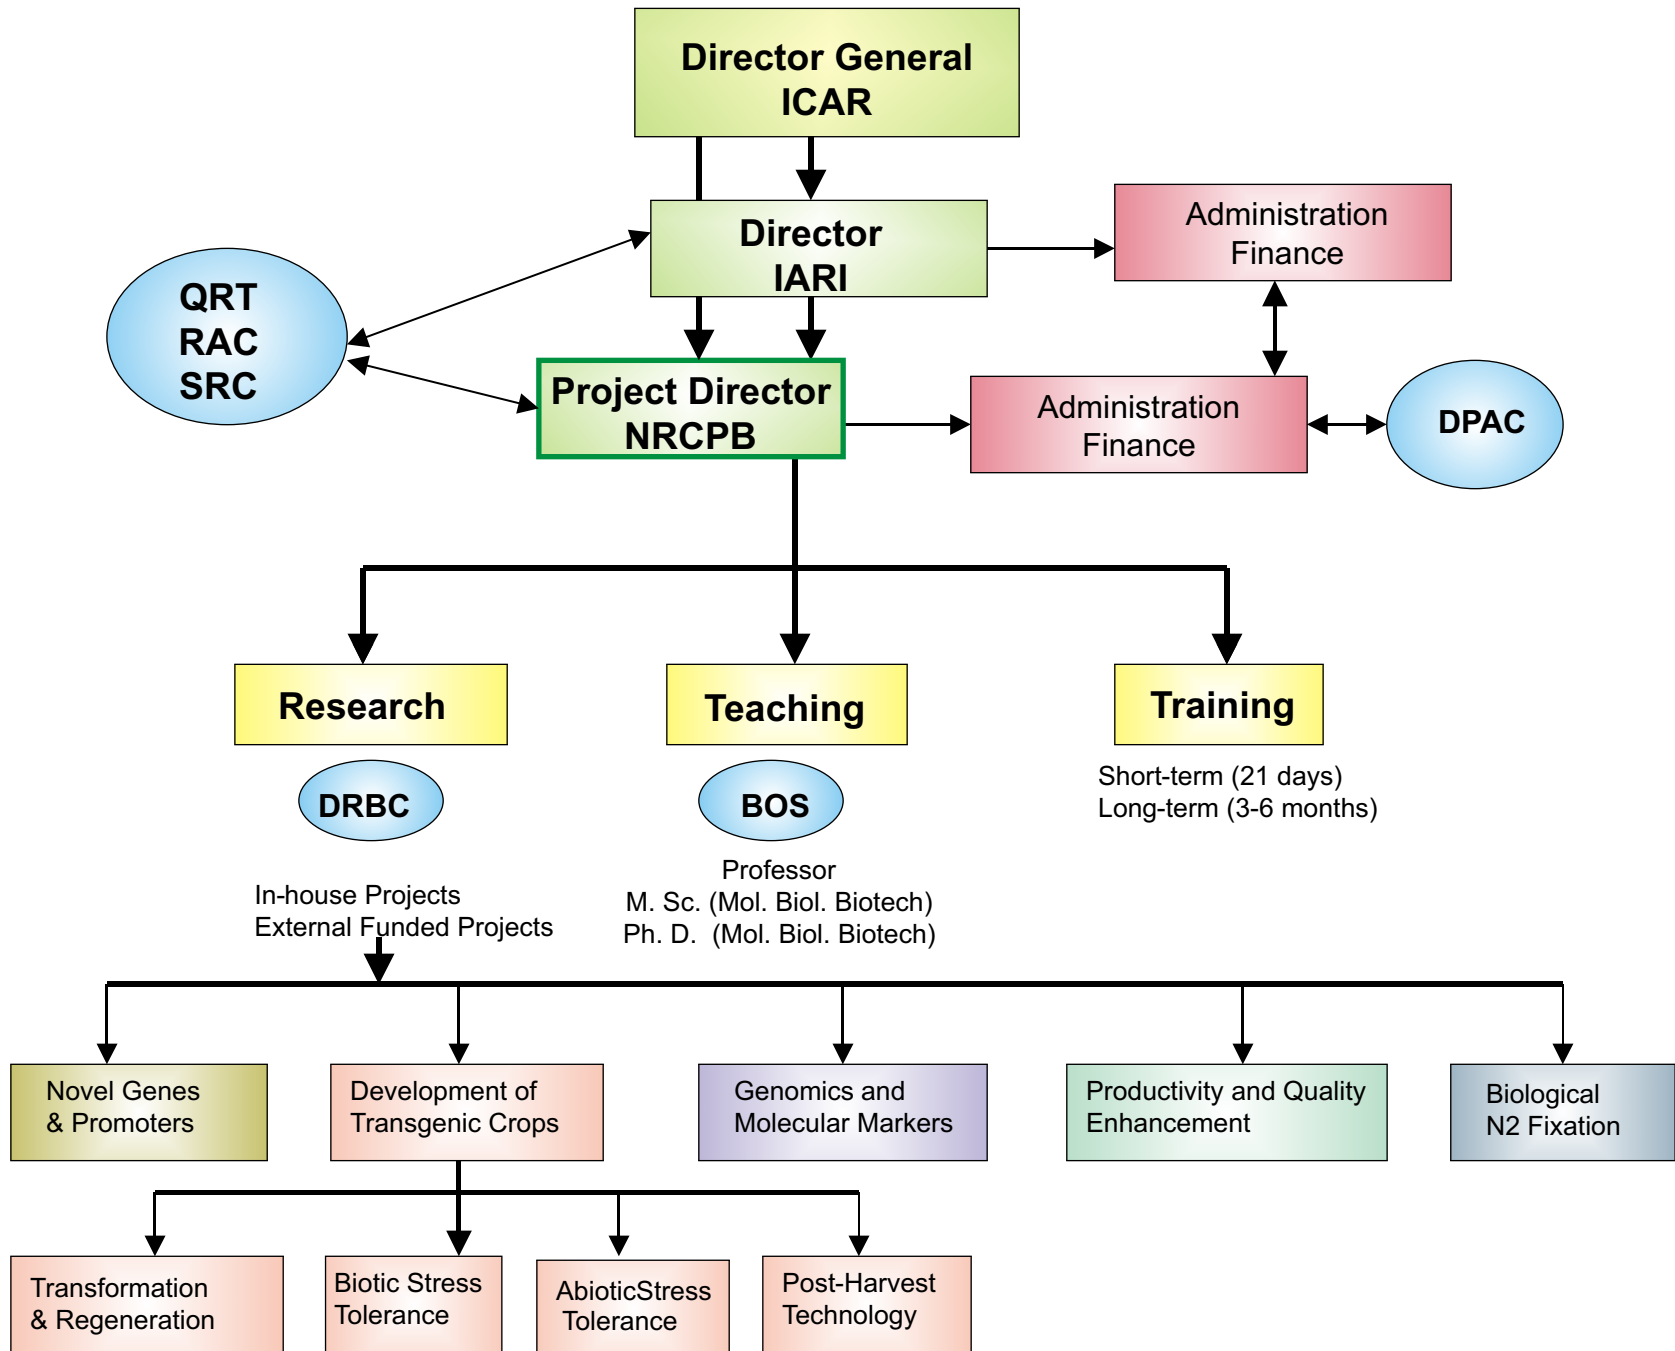 Director General
ICAR
Director
IARI
Administration
Finance
QRT
RAC
SRC
Project Director
NRCPB
Administration
Finance
DPAC
Research
Teaching
Training
DRBC
BOS
Short-term (21 days)
Long-term (3-6 months)
In-house Projects
External Funded Projects
Professor
M. Sc. (Mol. Biol. Biotech)
Ph. D. (Mol. Biol. Biotech)
Novel Genes
& Promoters
Development of
Transgenic Crops
Genomics and
Molecular Markers
Productivity and Quality
Enhancement
Biological
N2 Fixation
Transformation
& Regeneration
Biotic Stress
Tolerance
AbioticStress
Tolerance
Post-Harvest
Technology